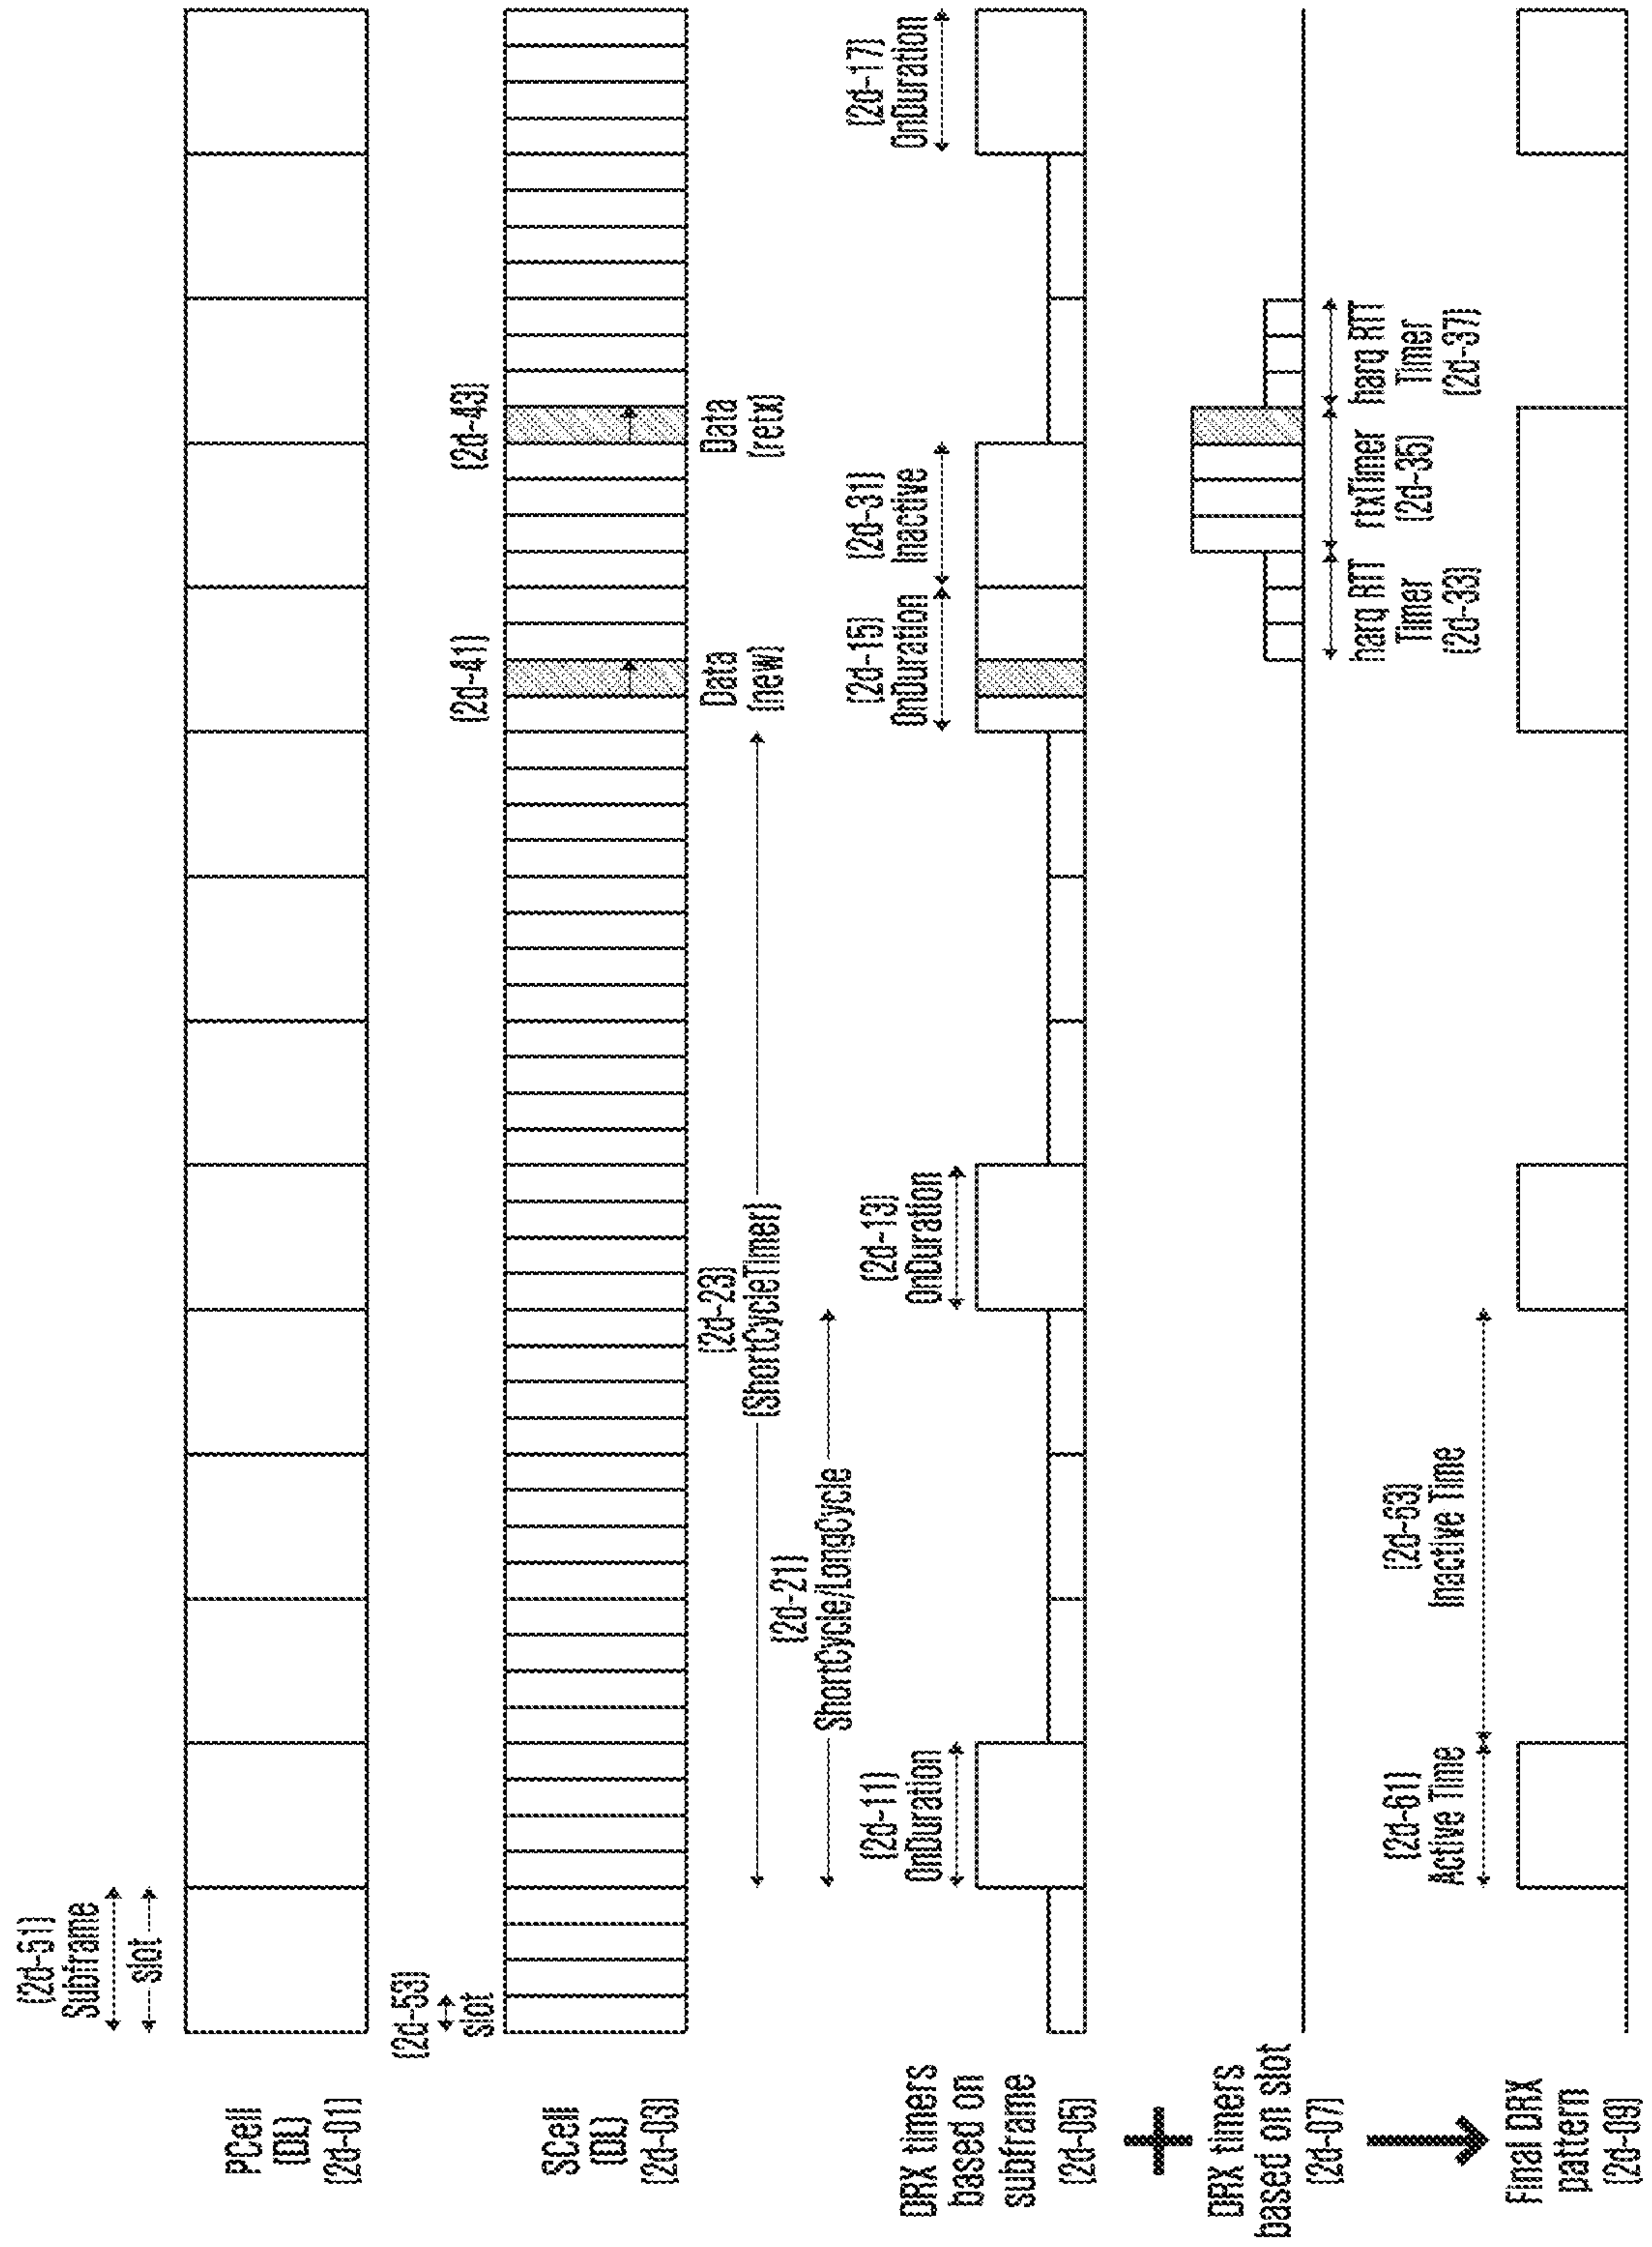 (2d-51)
Subframe
slot
PCell
(DL)
(2d-01)
(2d-53)
slot
(2d-41)
(2d-43)
SCell
(DL)
(2d-03)
Data
(new)
Data
(retx)
(2d-23)
(ShortCycleTimer)
(2d-21)
ShortCycle/LongCycle
(2d-11)
OnDuration
(2d-13)
OnDuration
(2d-15)
OnDuration
(2d-31)
Inactive
(2d-17)
OnDuration
DRX timers
based on
subframe
(2d-05)
DRX timers
based on slot
(2d-07)
harq RTT
Timer
(2d-33)
rtxTimer
(2d-35)
harq RTT
Timer
(2d-37)
(2d-61)
Active Time
(2d-63)
Inactive Time
Final DRX
pattern
(2d-09)